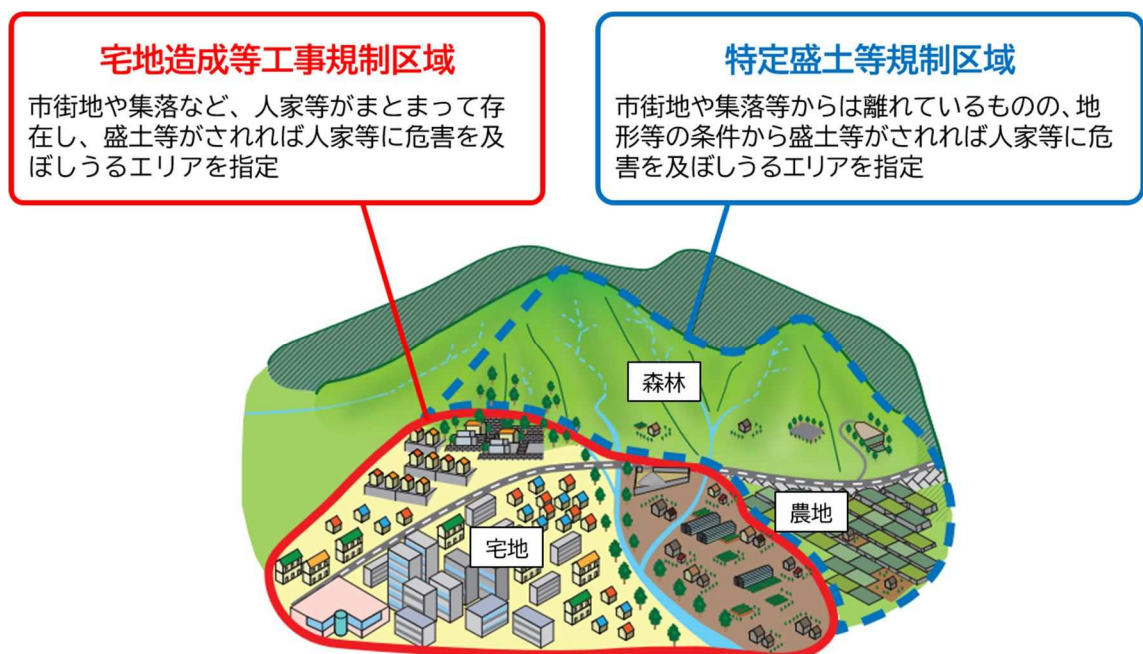 宅地造成等工事規制区域
市街地や集落など、人家等がまとまって存
在し、盛土等がされれば人家等に危害を及
ぼしうるエリアを指定
特定盛土等規制区域
市街地や集落等からは離れているものの、地
形等の条件から盛土等がされれば人家等に危
害を及ぼしうるエリアを指定
森林
農地
宅地